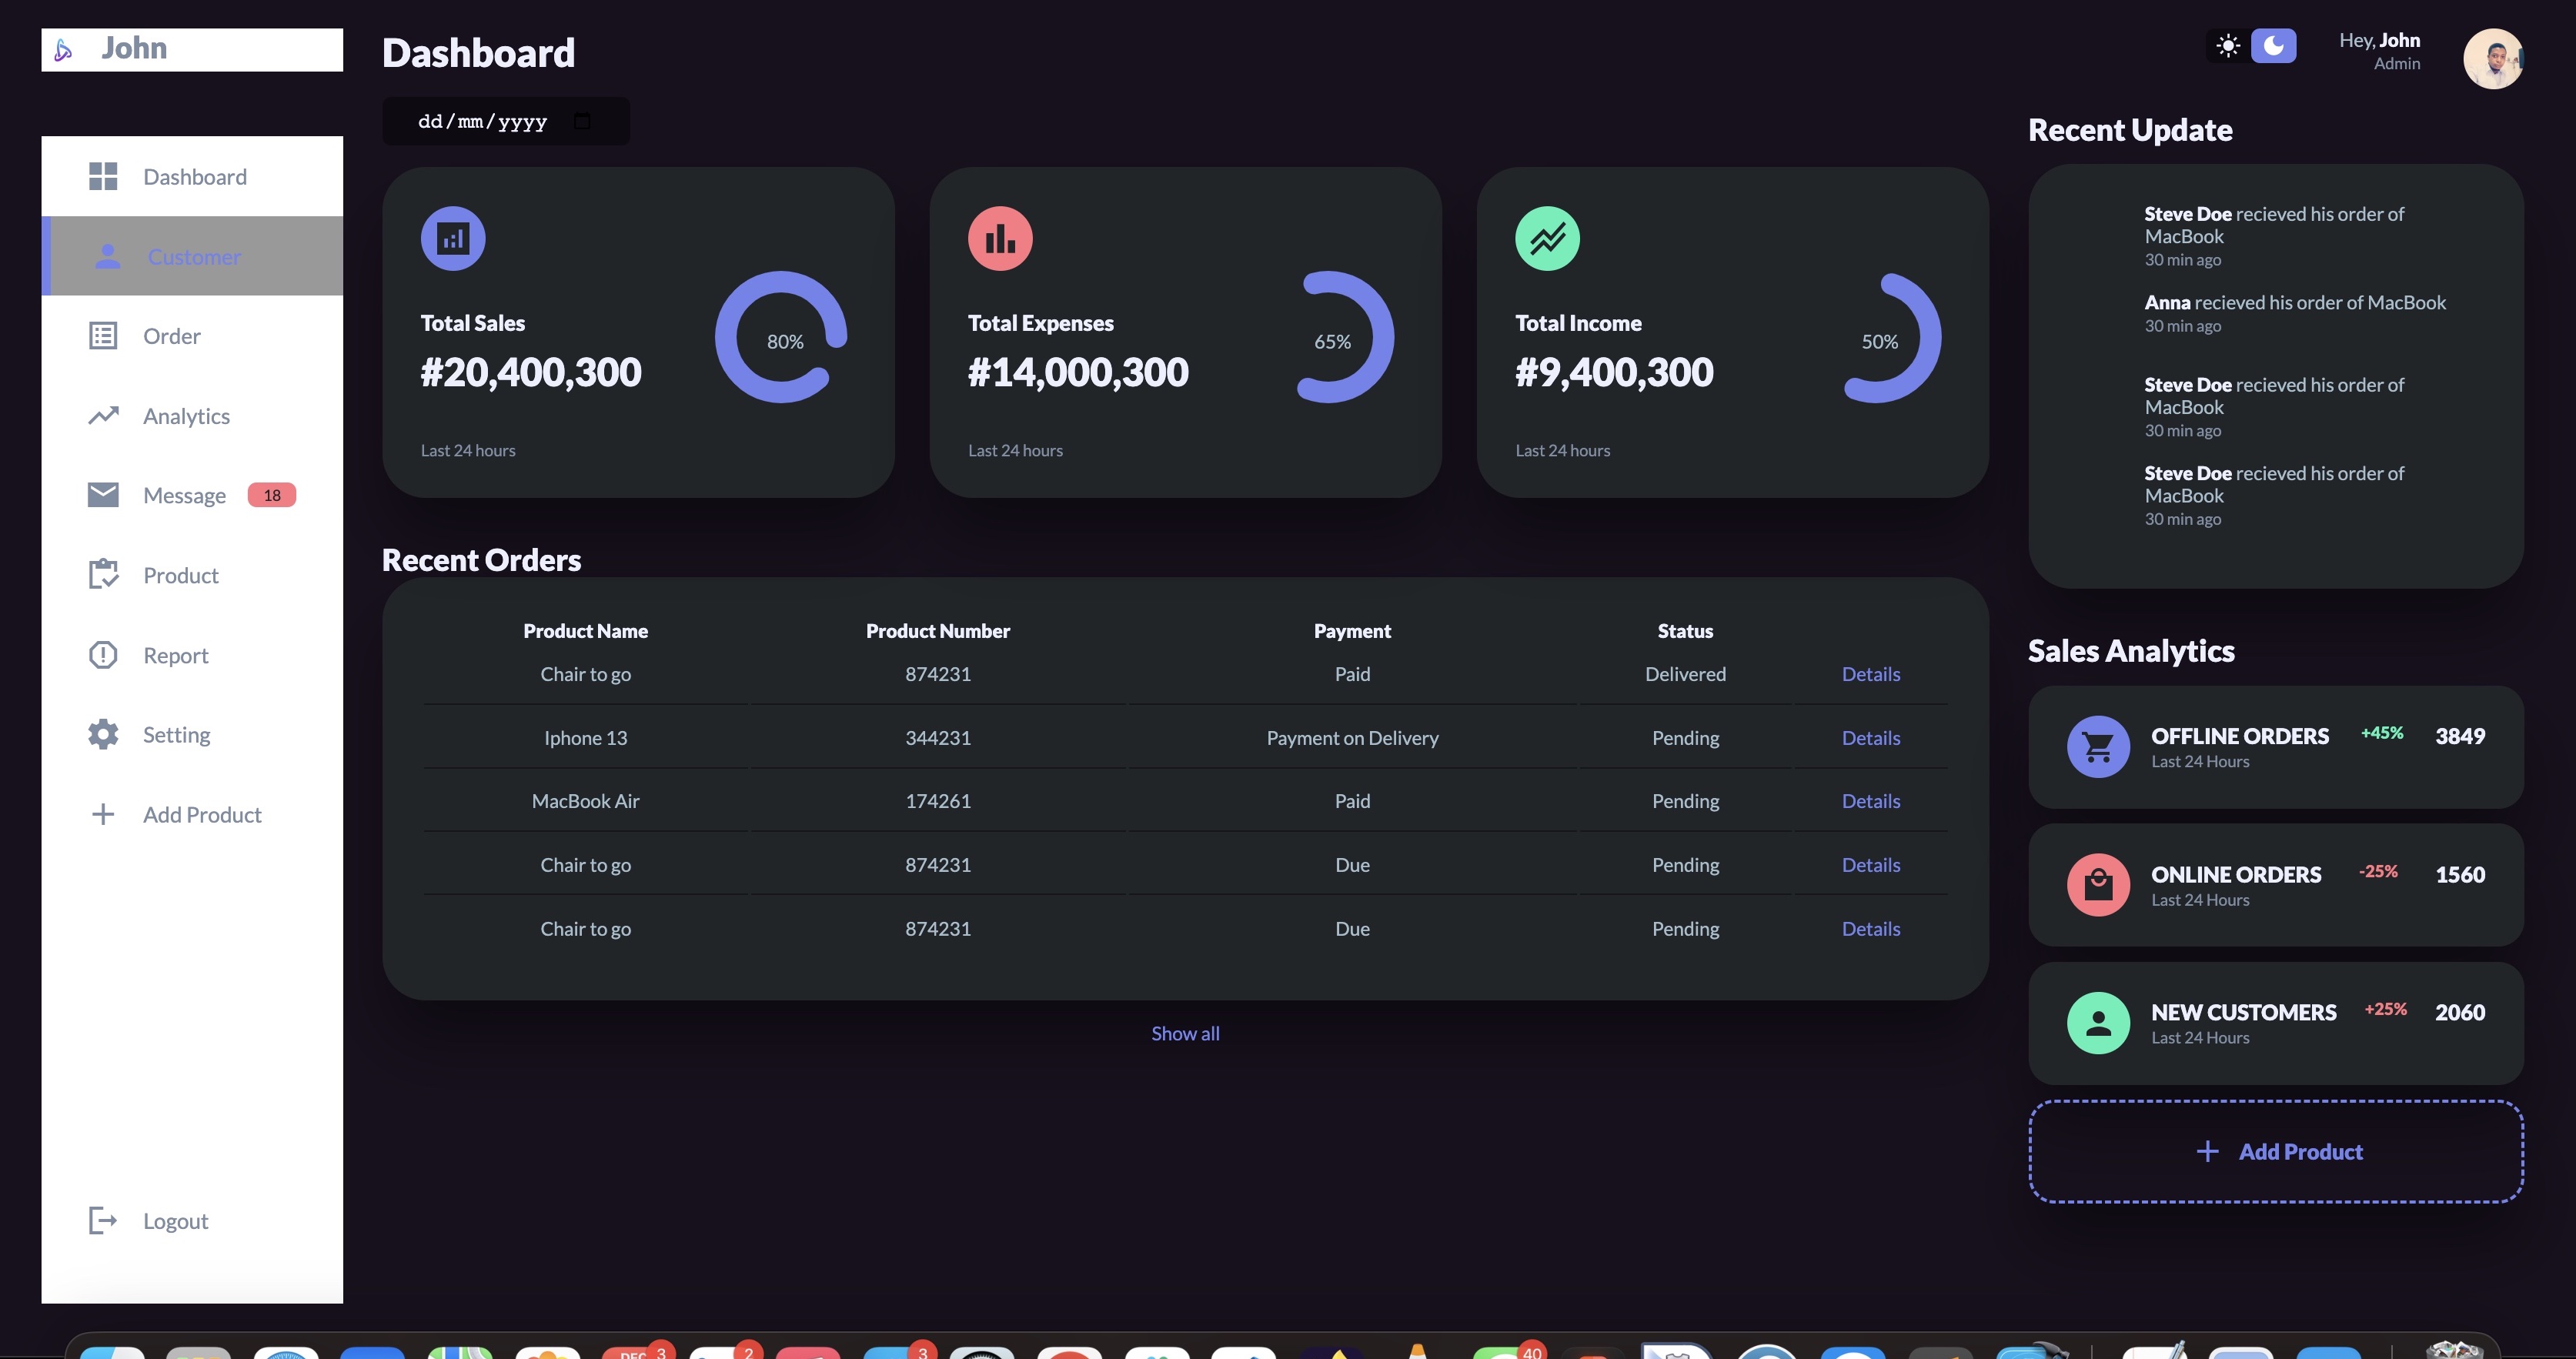 John
Dashboard
Customer
Order
Analytics
Message 18
Product
Report
Setting
Add Product
Logout
Dashboard
dd/mm/yyyy
Total Sales
#20,400,300
80%
Last 24 hours
Total Expenses
#14,000,300
65%
Last 24 hours
Total Income
#9,400,300
50%
Last 24 hours
Recent Orders
Product Name Product Number Payment Status
Chair to go 874231 Paid Delivered Details
Iphone 13 344231 Payment on Delivery Pending Details
MacBook Air 174261 Paid Pending Details
Chair to go 874231 Due Pending Details
Chair to go 874231 Due Pending Details
Show all
Hey, John
Admin
Recent Update
Steve Doe recieved his order of
MacBook
30 min ago
Anna recieved his order of MacBook
30 min ago
Steve Doe recieved his order of
MacBook
30 min ago
Steve Doe recieved his order of
MacBook
30 min ago
Sales Analytics
OFFLINE ORDERS +45% 3849
Last 24 Hours
ONLINE ORDERS -25% 1560
Last 24 Hours
NEW CUSTOMERS +25% 2060
Last 24 Hours
Add Product
DEC 3 2 3 40